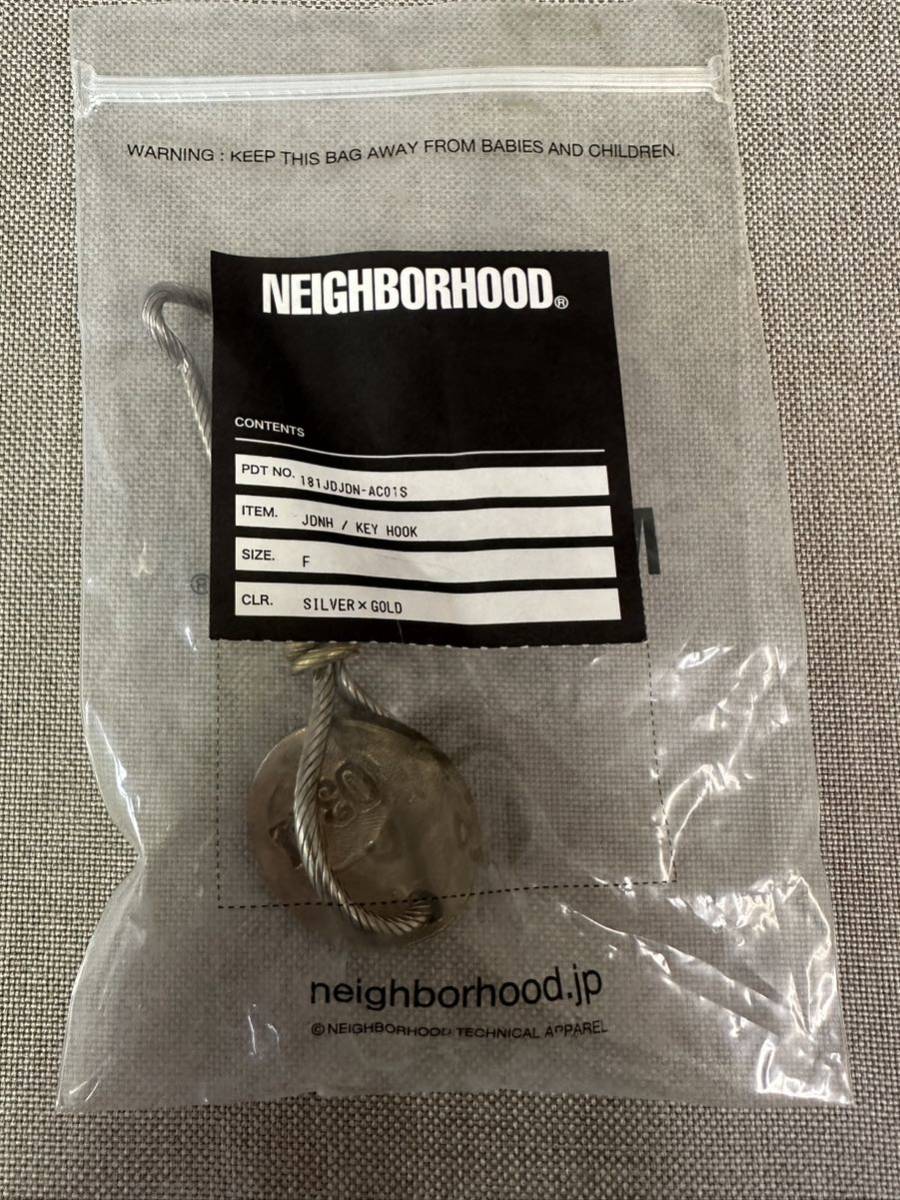 WARNING : KEEP THIS BAG AWAY FROM BABIES AND CHILDREN.
NEIGHBORHOOD®
CONTENTS
PDT NO. 181JDJDN-AC01S
ITEM. JDNH / KEY HOOK
SIZE. F
CLR. SILVER×GOLD
®
neighborhood.jp
©NEIGHBORHOOD TECHNICAL APPAREL